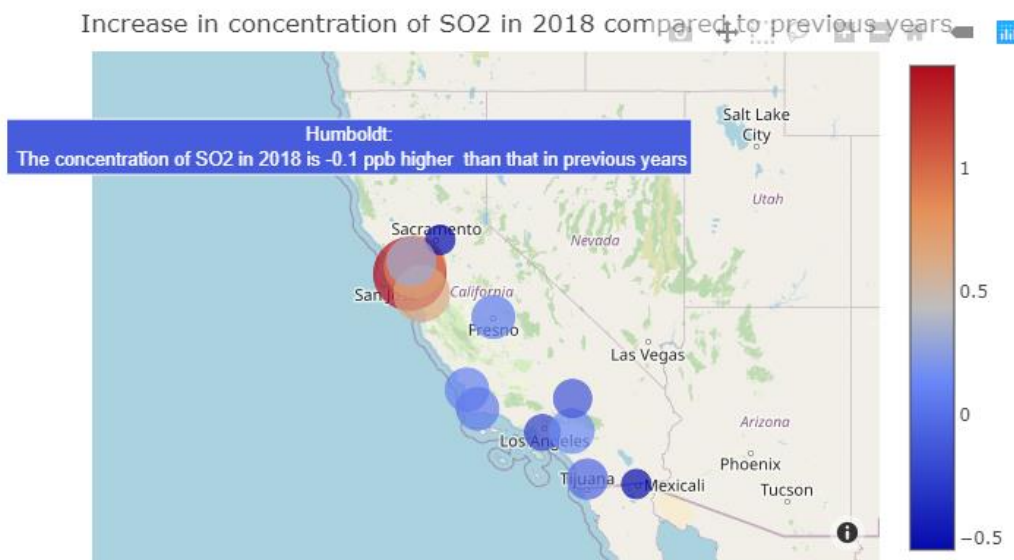 Increase in concentration of SO2 in 2018 compared to previous years
Salt Lake
City
Humboldt:
The concentration of SO2 in 2018 is -0.1 ppb higher  than that in previous years
1
Utah
Sacramento
Nevada
San J
California
0.5
Fresno
Las Vegas
0
Arizona
Los Angeles
Phoenix
Tijuana
Mexicali
Tucson
−0.5